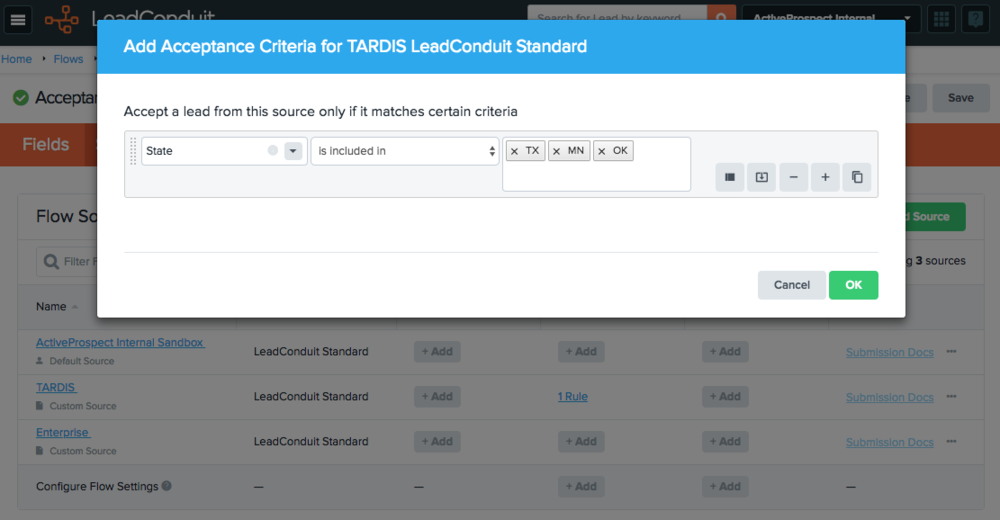 LeadConduit
Search for Lead by keyword
ActiveProspect Internal
Add Acceptance Criteria for TARDIS LeadConduit Standard
Home
Flows
Save
Accept a lead from this source only if it matches certain criteria
Fields
State
is included in
× TX × MN × OK
Flow So
d Source
Filter F
g 3 sources
Cancel
OK
Name
ActiveProspect Internal Sandbox
LeadConduit Standard
+ Add
+ Add
+ Add
Submission Docs
Default Source
TARDIS
LeadConduit Standard
+ Add
1 Rule
+ Add
Submission Docs
Custom Source
Enterprise
LeadConduit Standard
+ Add
+ Add
+ Add
Submission Docs
Custom Source
Configure Flow Settings ?
—
—
+ Add
+ Add
—